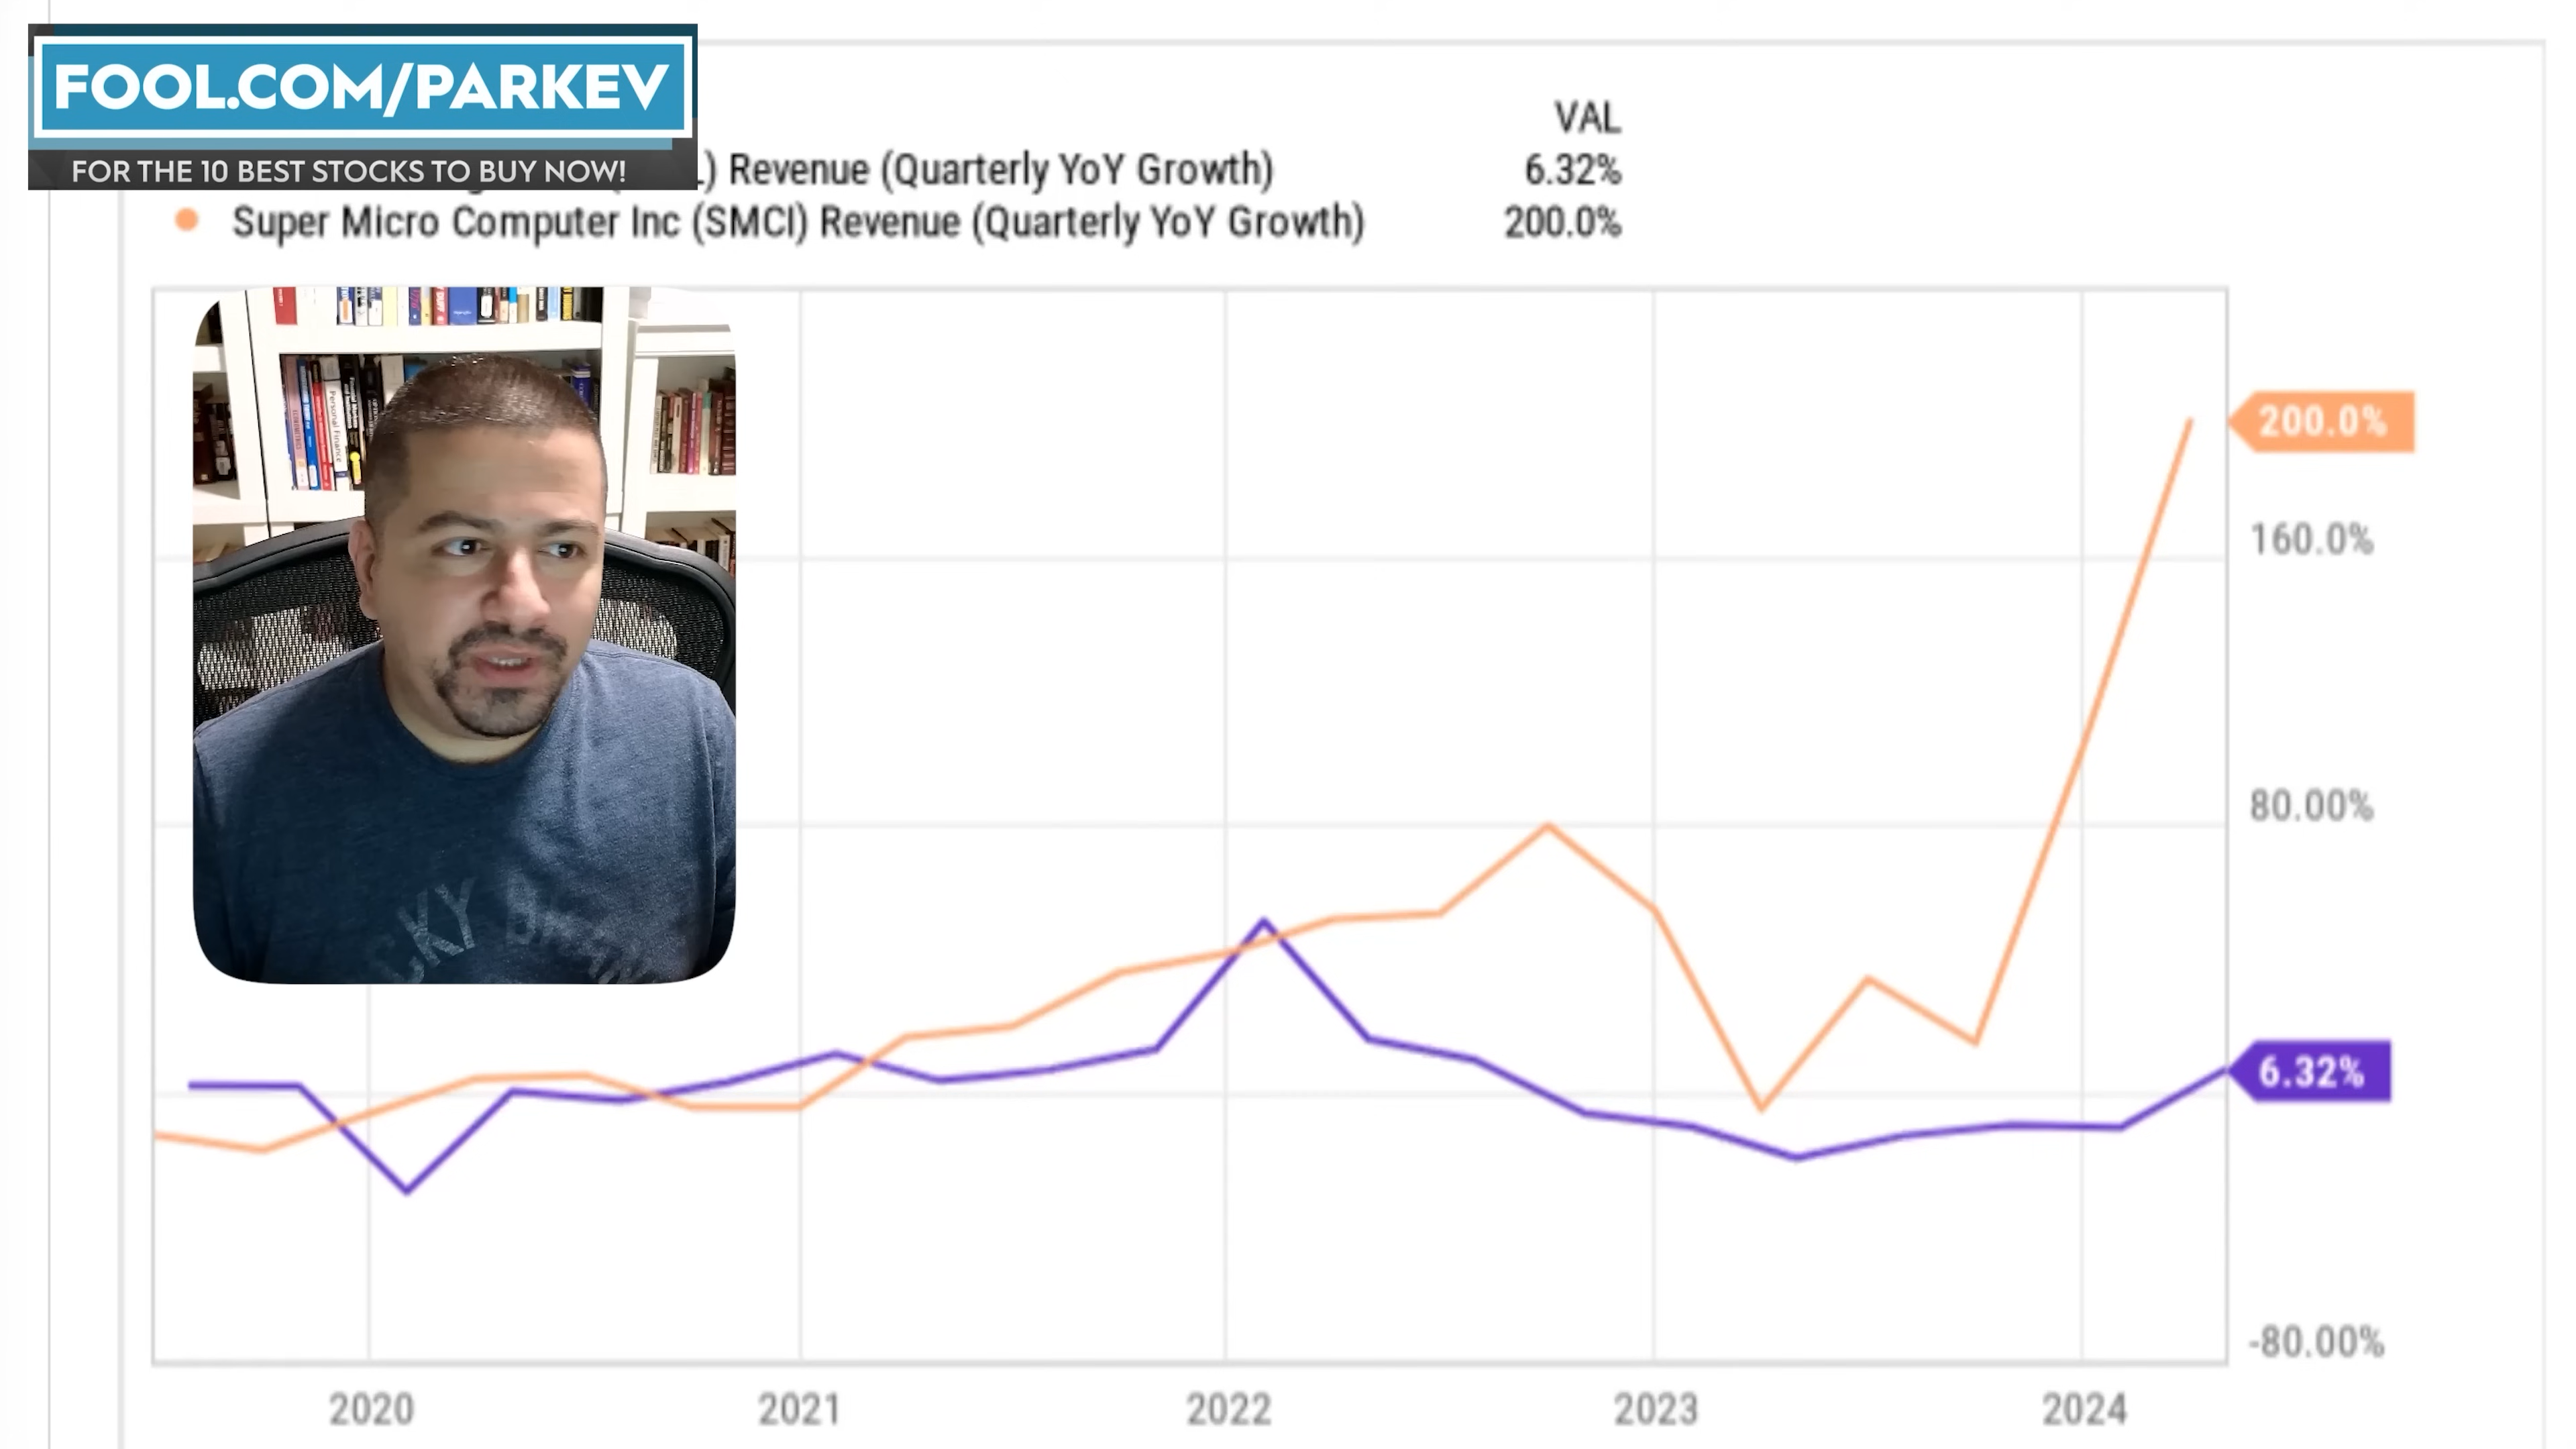 FOOL.COM/PARKEV
FOR THE 10 BEST STOCKS TO BUY NOW!
VAL
) Revenue (Quarterly YoY Growth) 6.32%
Super Micro Computer Inc (SMCI) Revenue (Quarterly YoY Growth) 200.0%
Personal Finance
200.0%
160.0%
80.00%
6.32%
-80.00%
2020 2021 2022 2023 2024